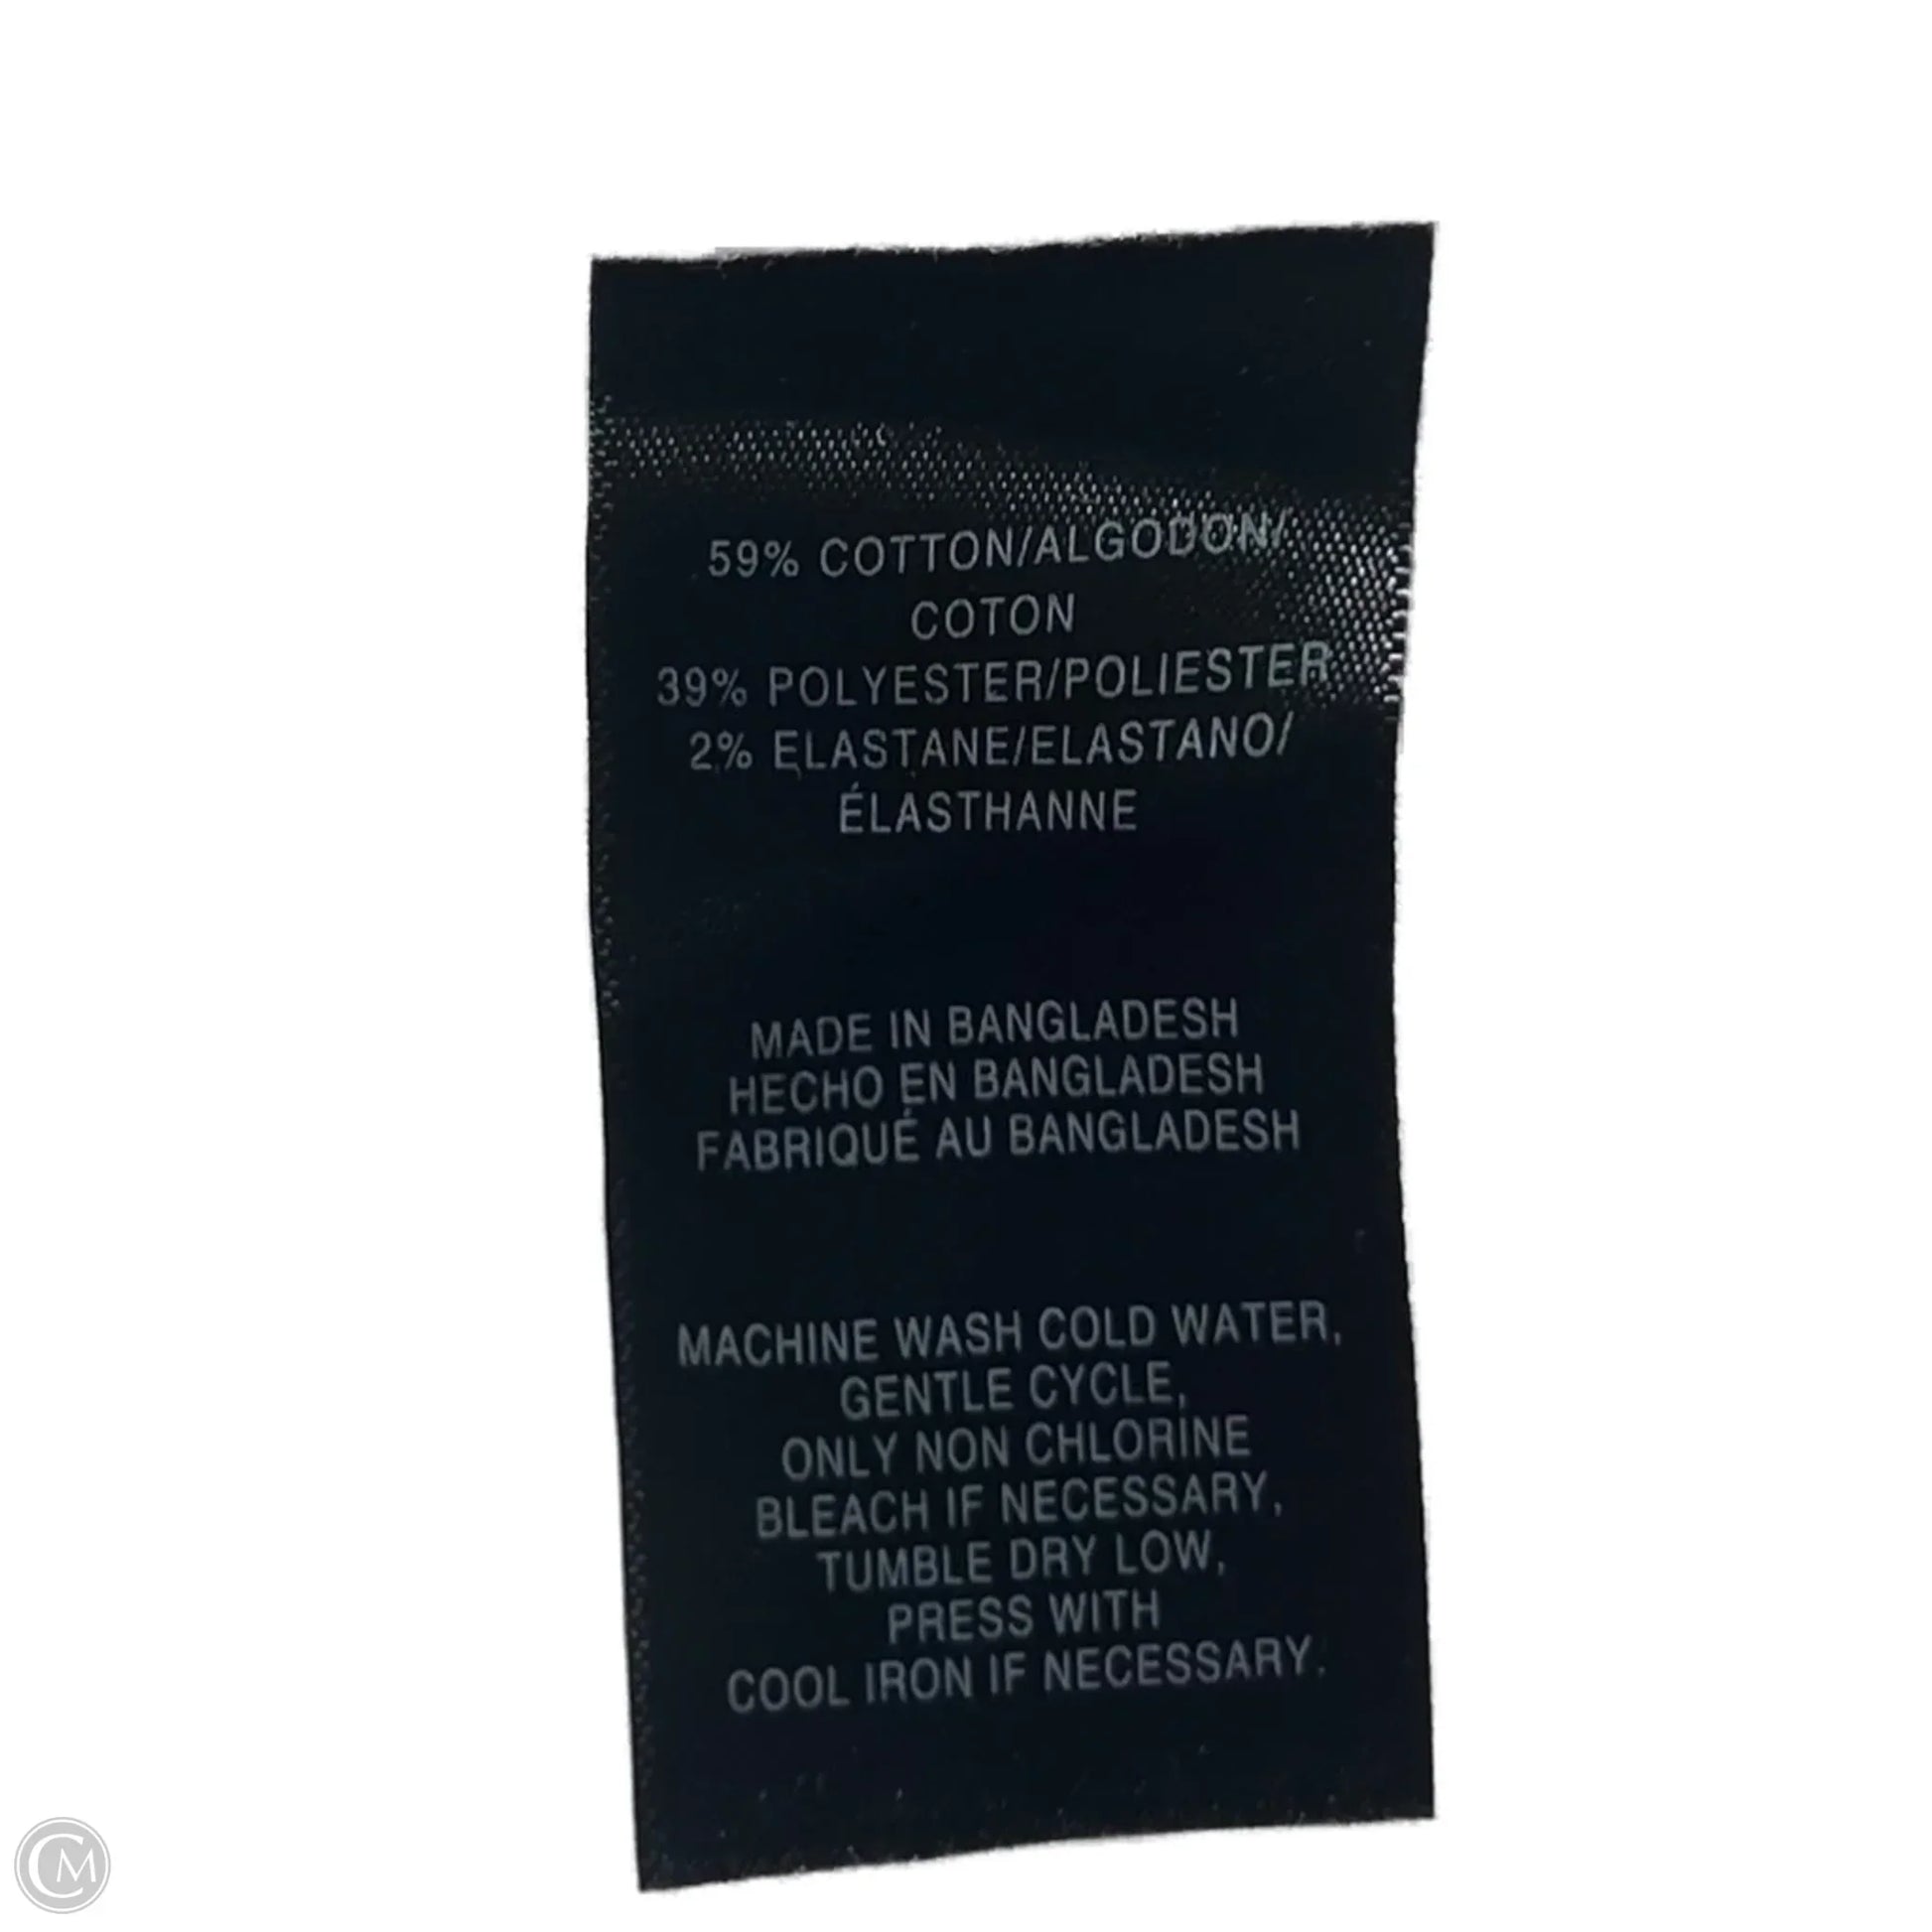 59% COTTON/ALGODON/
COTON
39% POLYESTER/POLIESTER
2% ELASTANE/ELASTANO/
ÉLASTHANNE
MADE IN BANGLADESH
HECHO EN BANGLADESH
FABRIQUÉ AU BANGLADESH
MACHINE WASH COLD WATER,
GENTLE CYCLE,
ONLY NON CHLORINE
BLEACH IF NECESSARY,
TUMBLE DRY LOW,
PRESS WITH
COOL IRON IF NECESSARY.
CM